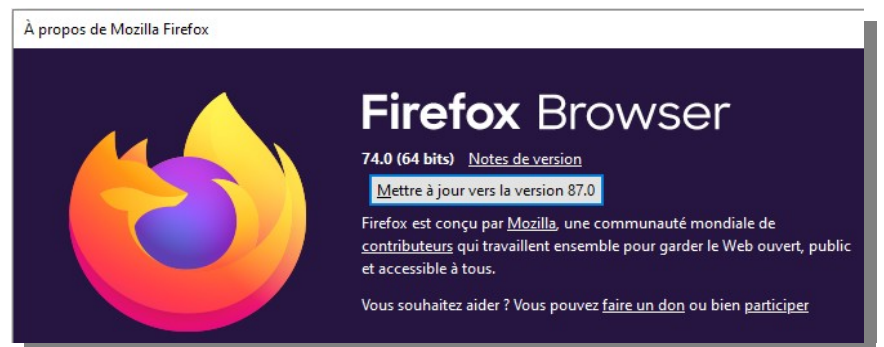 À propos de Mozilla Firefox
Firefox Browser
74.0 (64 bits) Notes de version
Mettre à jour vers la version 87.0
Firefox est conçu par Mozilla, une communauté mondiale de
contributeurs qui travaillent ensemble pour garder le Web ouvert, public
et accessible à tous.
Vous souhaitez aider ? Vous pouvez faire un don ou bien participer